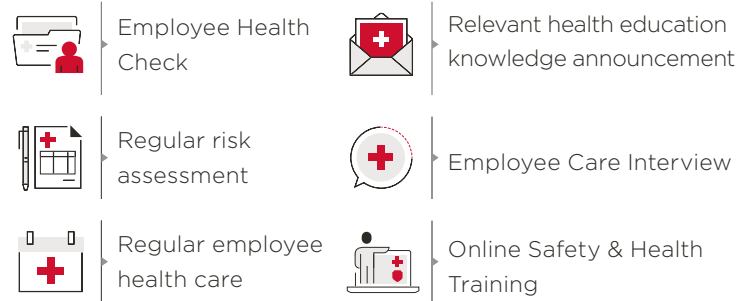 Employee Health
Check
Relevant health education
knowledge announcement
Regular risk
assessment
Employee Care Interview
Regular employee
health care
Online Safety & Health
Training